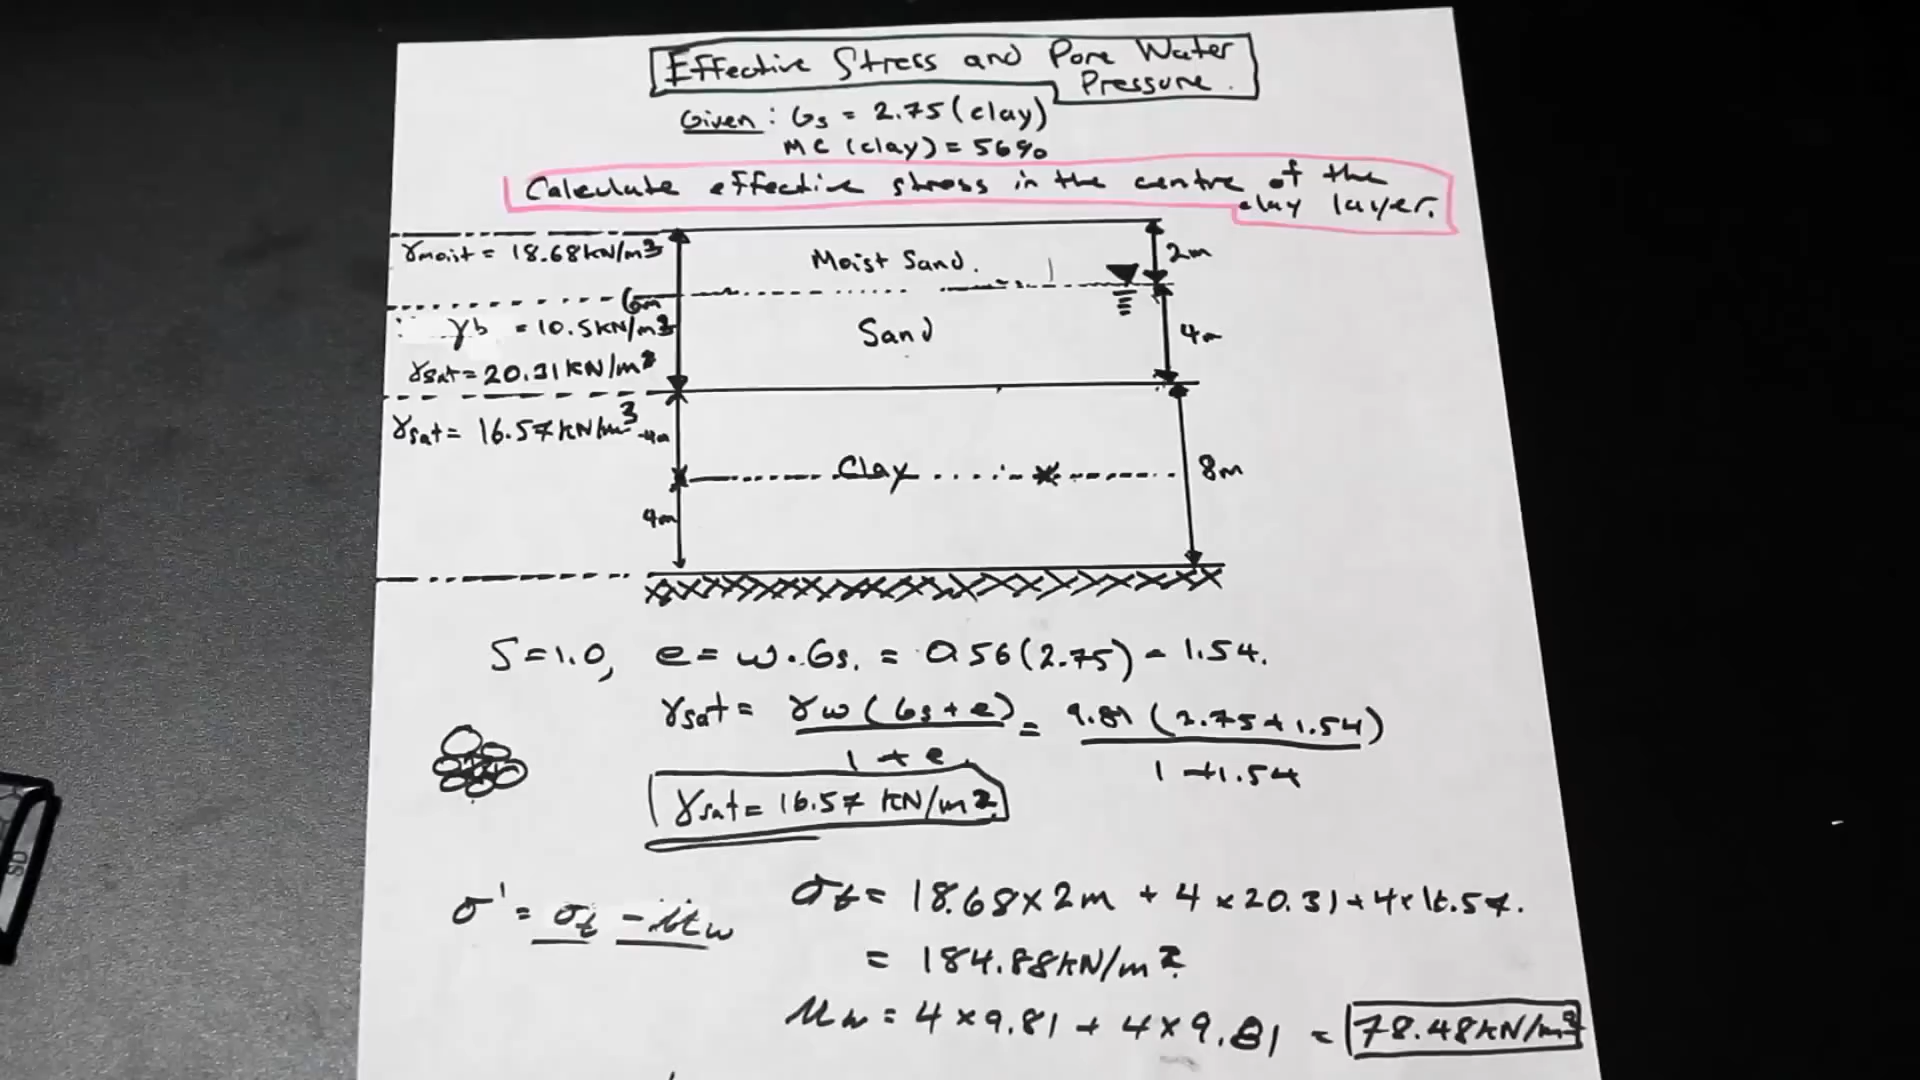 Effective Stress and Pore Water
Pressure.
Given: Gs = 2.75 (clay)
MC (clay) = 56%
Calculate effective stress in the centre of the
clay layer.
γmoist = 18.68kN/m3
Moist Sand.
2m
6m
γb = 10.5kN/m3
Sand
4m
γsat = 20.31kN/m3
γsat = 16.57kN/m3
4m
Clay
8m
4m
S = 1.0, e = w.Gs. = 0.56(2.75) = 1.54.
γsat = γw (Gs + e) / 1 + e = 9.81 (2.75 + 1.54) / 1 + 1.54
γsat = 16.57 KN/m2
σ' = σt - μw
σt = 18.68 x 2m + 4 x 20.31 + 4 x 16.57.
= 184.88kN/m2
μw = 4 x 9.81 + 4 x 9.81 = 78.48kN/m2
SD